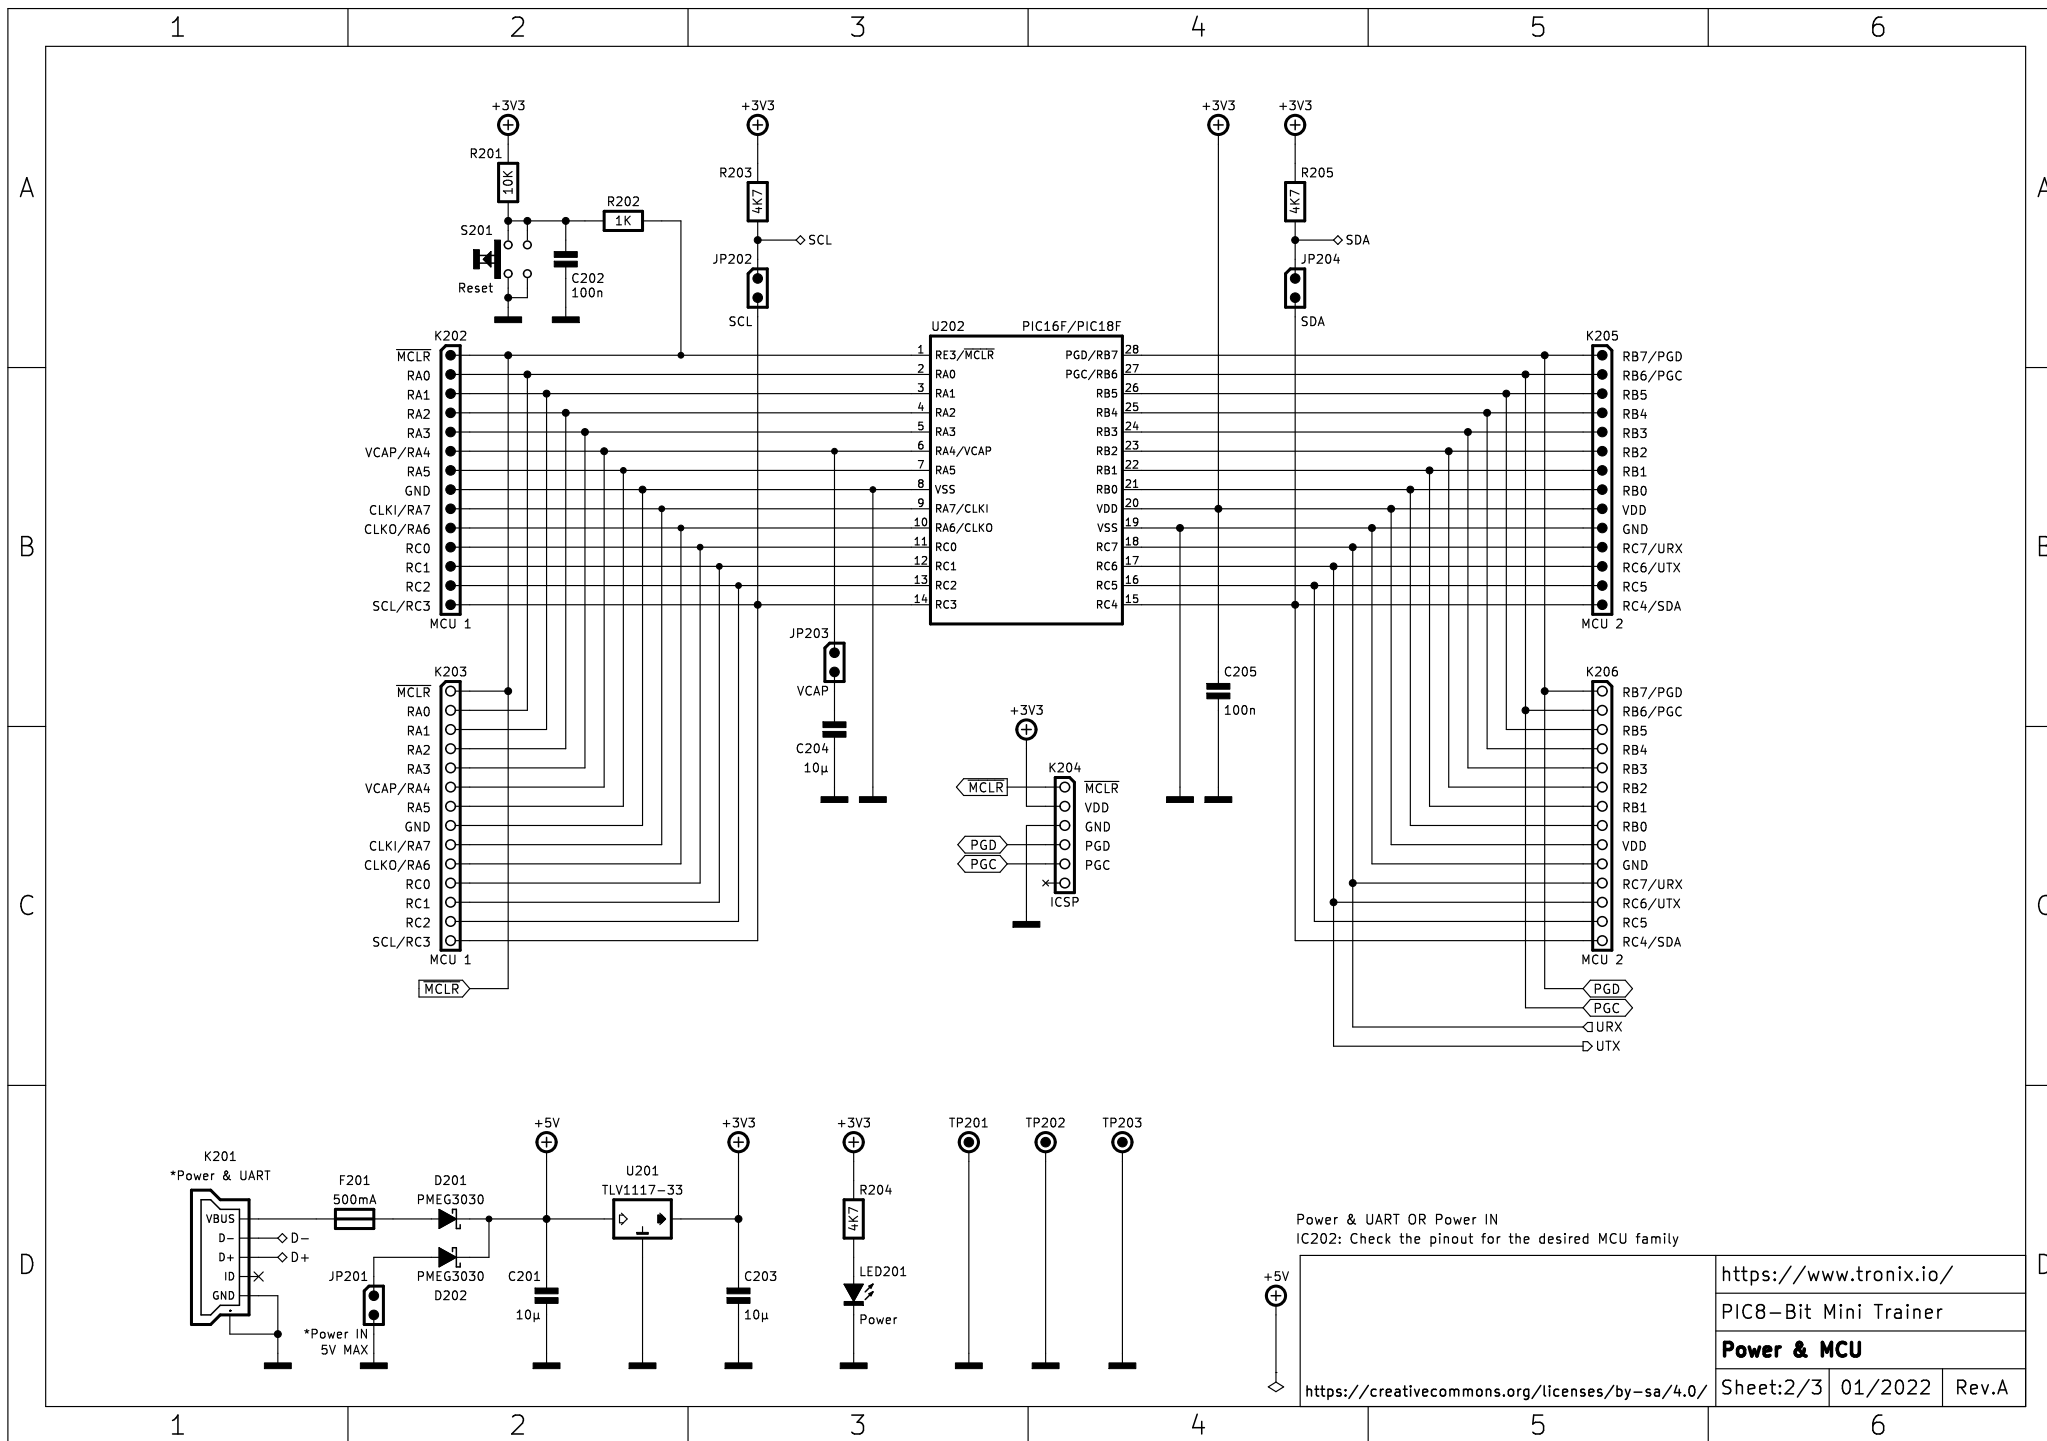 1 2 3 4 5 6
A A
B B
C C
D D
+3V3 +3V3 +3V3 +3V3
R201
10K
R202
1K
S201
Reset
C202
100n
R203
4K7
SCL
JP202
SCL
R205
4K7
SDA
JP204
SDA
K202
MCLR
RA0
RA1
RA2
RA3
VCAP/RA4
RA5
GND
CLKI/RA7
CLKO/RA6
RC0
RC1
RC2
SCL/RC3
MCU 1
U202 PIC16F/PIC18F
1 RE3/MCLR PGD/RB7 28
2 RA0 PGC/RB6 27
3 RA1 RB5 26
4 RA2 RB4 25
5 RA3 RB3 24
6 RA4/VCAP RB2 23
7 RA5 RB1 22
8 VSS RB0 21
9 RA7/CLKI VDD 20
10 RA6/CLKO VSS 19
11 RC0 RC7 18
12 RC1 RC6 17
13 RC2 RC5 16
14 RC3 RC4 15
K205
RB7/PGD
RB6/PGC
RB5
RB4
RB3
RB2
RB1
RB0
VDD
GND
RC7/URX
RC6/UTX
RC5
RC4/SDA
MCU 2
K203
MCLR
RA0
RA1
RA2
RA3
VCAP/RA4
RA5
GND
CLKI/RA7
CLKO/RA6
RC0
RC1
RC2
SCL/RC3
MCU 1
MCLR
JP203
VCAP
C204
10µ
+3V3
K204
MCLR MCLR
VDD
GND
PGD PGD
PGC PGC
ICSP
C205
100n
K206
RB7/PGD
RB6/PGC
RB5
RB4
RB3
RB2
RB1
RB0
VDD
GND
RC7/URX
RC6/UTX
RC5
RC4/SDA
MCU 2
PGD
PGC
URX
UTX
K201
*Power & UART
VBUS
D-
D+
ID
GND
D-
D+
F201
500mA
D201
PMEG3030
PMEG3030
D202
JP201
*Power IN
5V MAX
+5V
C201
10µ
U201
TLV1117-33
+3V3
C203
10µ
+3V3
R204
4K7
LED201
Power
TP201 TP202 TP203
Power & UART OR Power IN
IC202: Check the pinout for the desired MCU family
+5V
https://creativecommons.org/licenses/by-sa/4.0/
https://www.tronix.io/
PIC8-Bit Mini Trainer
Power & MCU
Sheet:2/3 01/2022 Rev.A
1 2 3 4 5 6